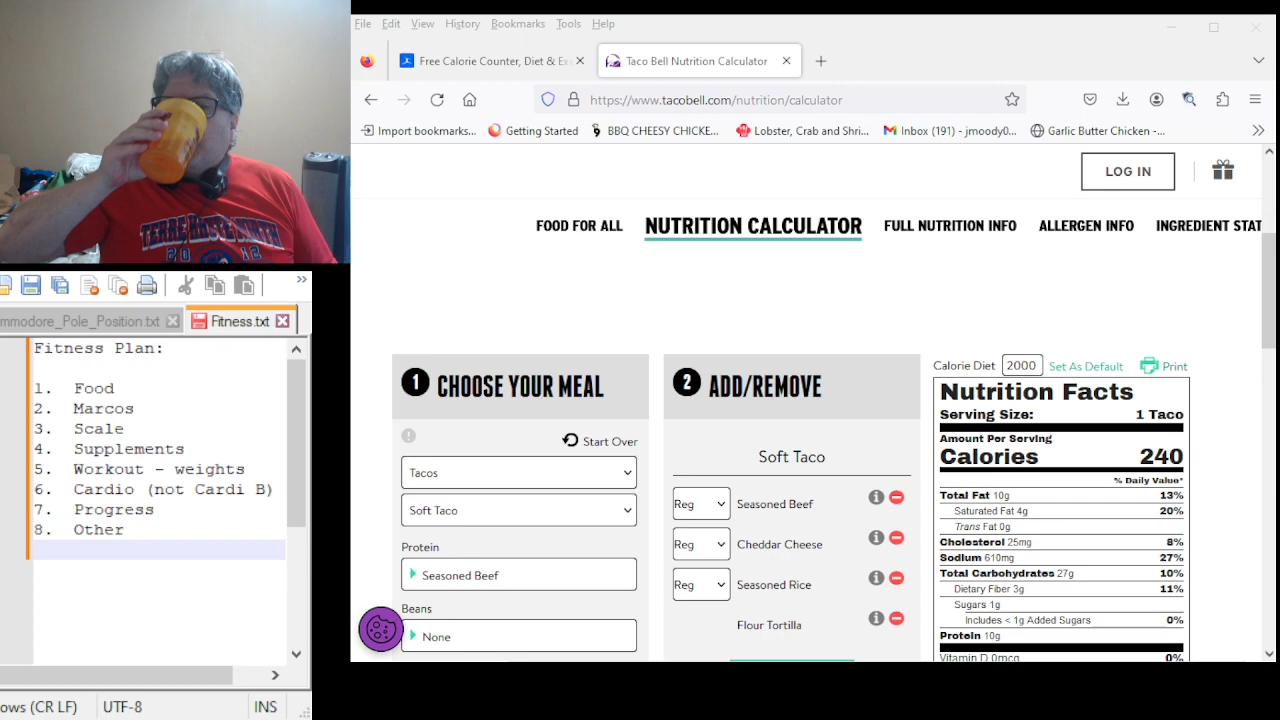 TERRE HAUTE NORTH
2012
mmodore_Pole_Position.txt
Fitness.txt
Fitness Plan:
1. Food
2. Marcos
3. Scale
4. Supplements
5. Workout - weights
6. Cardio (not Cardi B)
7. Progress
8. Other
ows (CR LF) UTF-8 INS
File Edit View History Bookmarks Tools Help
Free Calorie Counter, Diet & Ex
Taco Bell Nutrition Calculator
https://www.tacobell.com/nutrition/calculator
Import bookmarks... Getting Started BBQ CHEESY CHICKE... Lobster, Crab and Shri... Inbox (191) - jmoody0... Garlic Butter Chicken -...
LOG IN
FOOD FOR ALL NUTRITION CALCULATOR FULL NUTRITION INFO ALLERGEN INFO INGREDIENT STAT
1 CHOOSE YOUR MEAL
Start Over
Tacos
Soft Taco
Protein
Seasoned Beef
Beans
None
2 ADD/REMOVE
Soft Taco
Reg Seasoned Beef
Reg Cheddar Cheese
Reg Seasoned Rice
Flour Tortilla
Calorie Diet 2000 Set As Default Print
Nutrition Facts
Serving Size: 1 Taco
Amount Per Serving
Calories 240
% Daily Value*
Total Fat 10g 13%
Saturated Fat 4g 20%
Trans Fat 0g
Cholesterol 25mg 8%
Sodium 610mg 27%
Total Carbohydrates 27g 10%
Dietary Fiber 3g 11%
Sugars 1g
Includes < 1g Added Sugars 0%
Protein 10g
Vitamin D 0mcg 0%